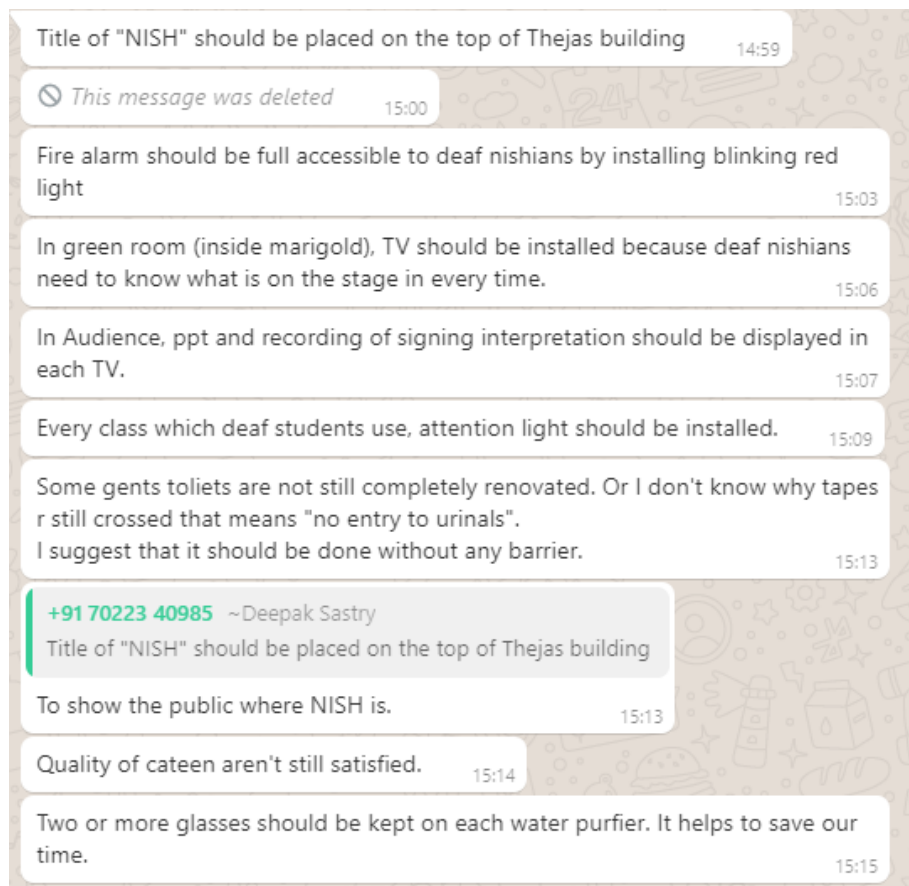 Title of "NISH" should be placed on the top of Thejas building
14:59
This message was deleted
15:00
Fire alarm should be full accessible to deaf nishians by installing blinking red
light
15:03
In green room (inside marigold), TV should be installed because deaf nishians
need to know what is on the stage in every time.
15:06
In Audience, ppt and recording of signing interpretation should be displayed in
each TV.
15:07
Every class which deaf students use, attention light should be installed.
15:09
Some gents toliets are not still completely renovated. Or I don't know why tapes
r still crossed that means "no entry to urinals".
I suggest that it should be done without any barrier.
15:13
+91 70223 40985 ~Deepak Sastry
Title of "NISH" should be placed on the top of Thejas building
To show the public where NISH is.
15:13
Quality of cateen aren't still satisfied.
15:14
Two or more glasses should be kept on each water purfier. It helps to save our
time.
15:15